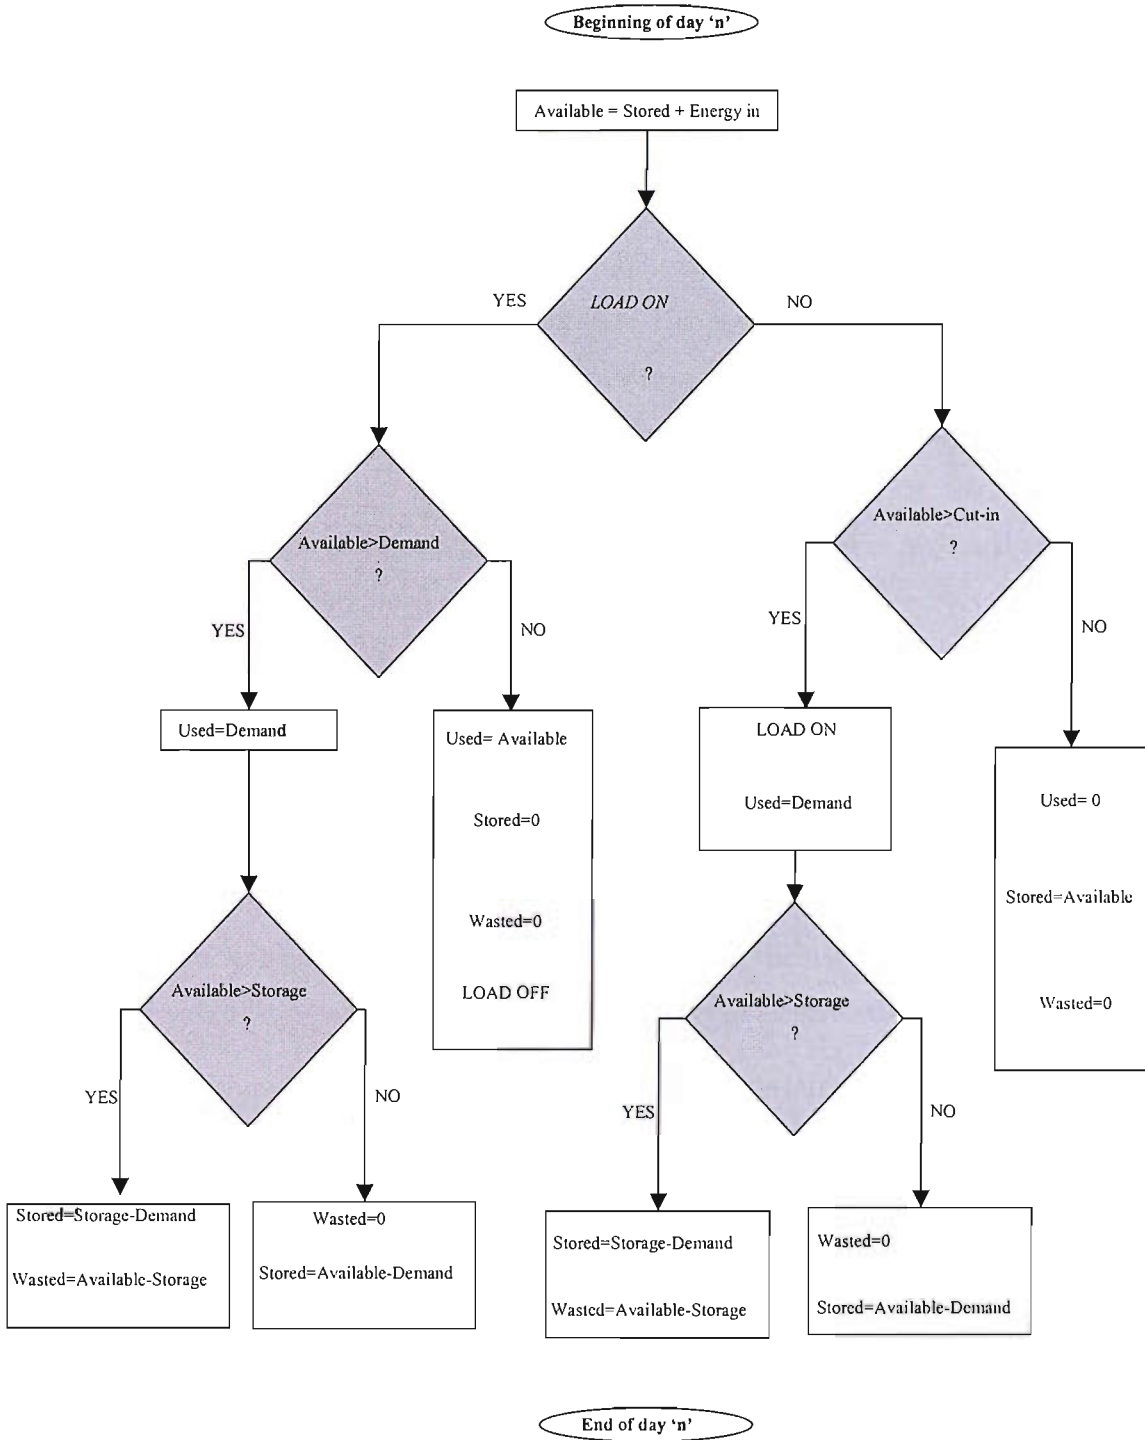 Beginning of day ‘n’
Available = Stored + Energy in
LOAD ON
?
YES
NO
Available>Demand
?
YES
NO
Available>Cut-in
?
YES
NO
Used=Demand
Used= Available
Stored=0
Wasted=0
LOAD OFF
LOAD ON
Used=Demand
Used= 0
Stored=Available
Wasted=0
Available>Storage
?
YES
NO
Available>Storage
?
YES
NO
Stored=Storage-Demand
Wasted=Available-Storage
Wasted=0
Stored=Available-Demand
Stored=Storage-Demand
Wasted=Available-Storage
Wasted=0
Stored=Available-Demand
End of day ‘n’